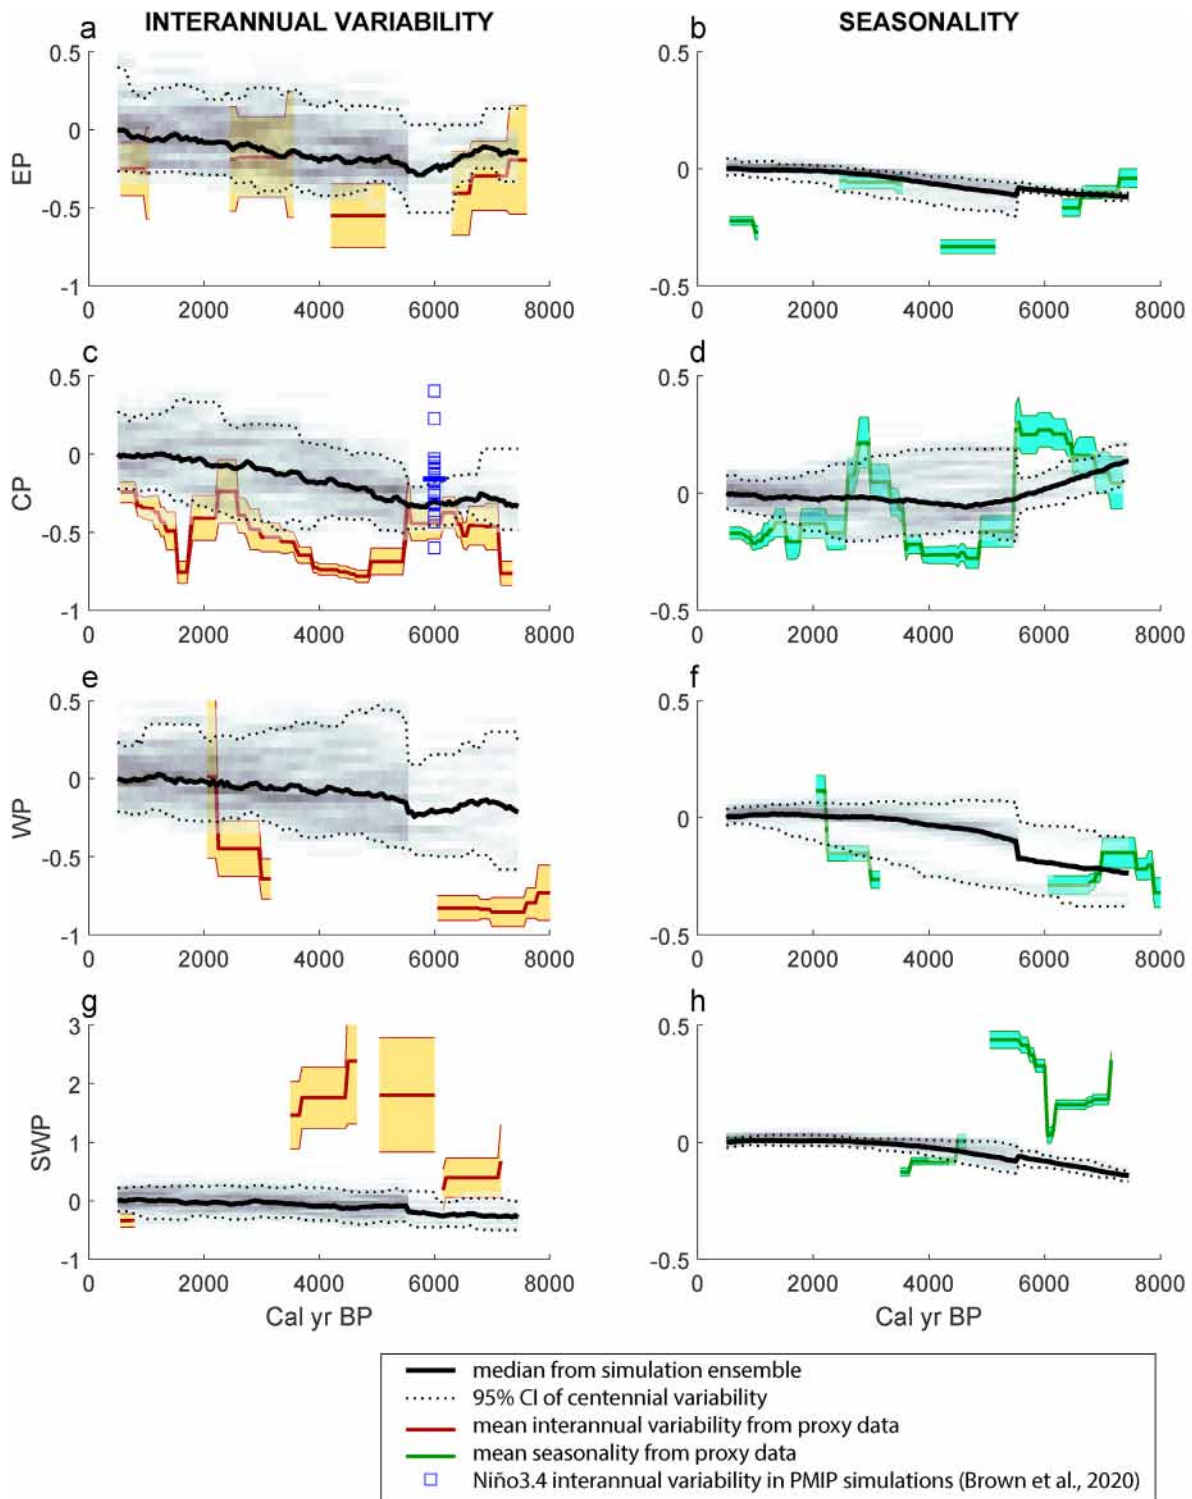 INTERANNUAL VARIABILITY
SEASONALITY
a
0.5
0
-0.5
-1
EP
0 2000 4000 6000 8000
b
0.5
0
-0.5
0 2000 4000 6000 8000
c
0.5
0
-0.5
-1
CP
0 2000 4000 6000 8000
d
0.5
0
-0.5
0 2000 4000 6000 8000
e
0.5
0
-0.5
-1
WP
0 2000 4000 6000 8000
f
0.5
0
-0.5
0 2000 4000 6000 8000
g
3
2
1
0
-1
SWP
0 2000 4000 6000 8000
Cal yr BP
h
0.5
0
-0.5
0 2000 4000 6000 8000
Cal yr BP
median from simulation ensemble
95% CI of centennial variability
mean interannual variability from proxy data
mean seasonality from proxy data
Niño3.4 interannual variability in PMIP simulations (Brown et al., 2020)